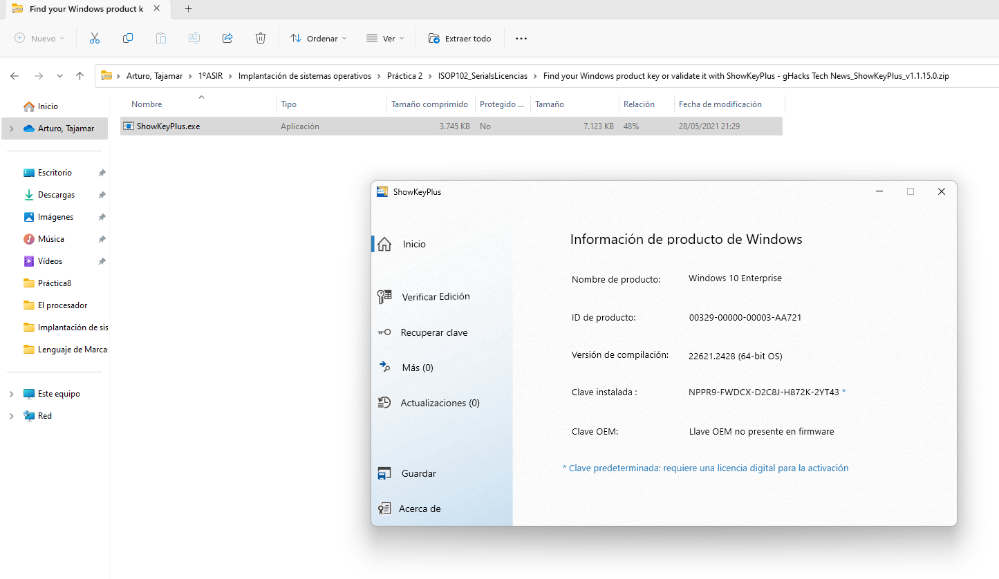 Find your Windows product k
Nuevo
Ordenar
Ver
Extraer todo
Arturo, Tajamar > 1ºASIR > Implantación de sistemas operativos > Práctica 2 > ISOP102_SerialsLicencias > Find your Windows product key or validate it with ShowKeyPlus - gHacks Tech News_ShowKeyPlus_v1.1.15.0.zip
Inicio
Arturo, Tajamar
Escritorio
Descargas
Imágenes
Música
Vídeos
Práctica8
El procesador
Implantación de sis
Lenguaje de Marcas
Este equipo
Red
Nombre Tipo Tamaño comprimido Protegido ... Tamaño Relación Fecha de modificación
ShowKeyPlus.exe Aplicación 3.745 KB No 7.123 KB 48% 28/05/2021 21:29
ShowKeyPlus
Inicio
Verificar Edición
Recuperar clave
Más (0)
Actualizaciones (0)
Guardar
Acerca de
Información de producto de Windows
Nombre de producto: Windows 10 Enterprise
ID de producto: 00329-00000-00003-AA721
Versión de compilación: 22621.2428 (64-bit OS)
Clave instalada : NPPR9-FWDCX-D2C8J-H872K-2YT43 *
Clave OEM: Llave OEM no presente en firmware
* Clave predeterminada: requiere una licencia digital para la activación